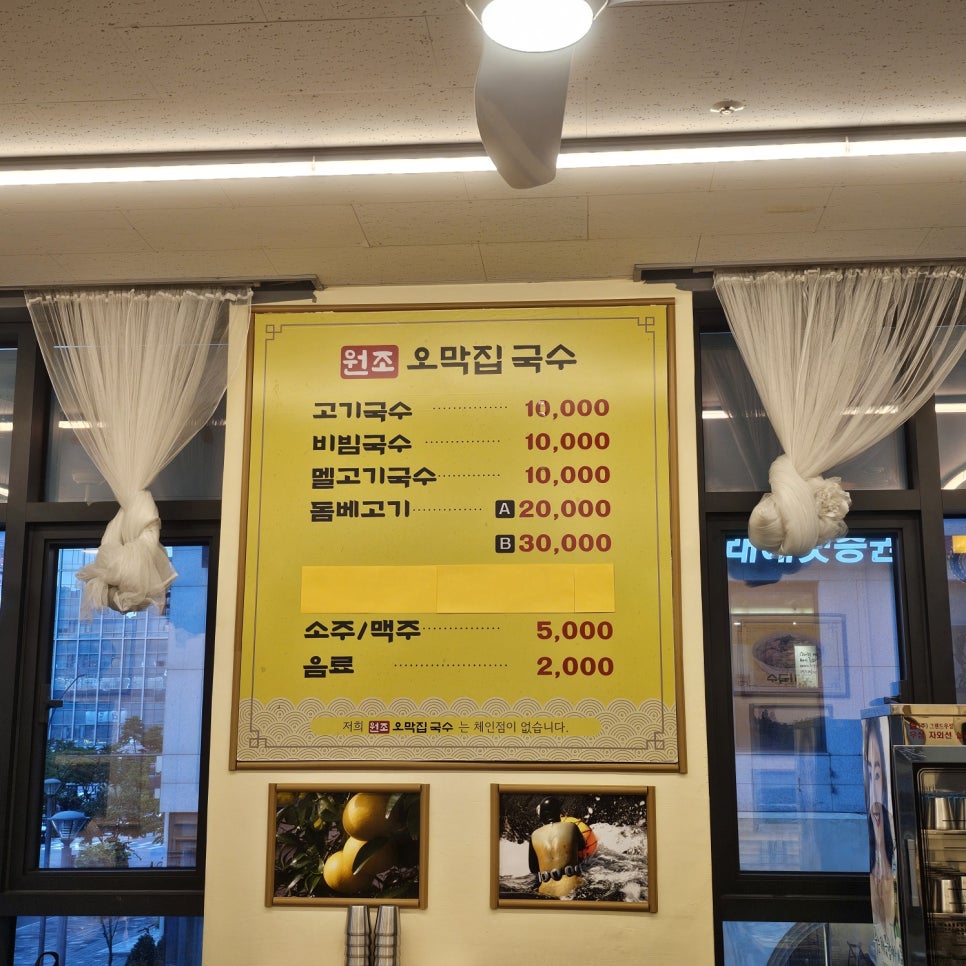 원조 오막집 국수
고기국수 ················ 10,000
비빔국수 ················ 10,000
멜고기국수 ················ 10,000
돔베고기 ················ A 20,000
B 30,000
소주/맥주 ················ 5,000
음료 ················ 2,000
저희 원조 오막집 국수 는 체인점이 없습니다.